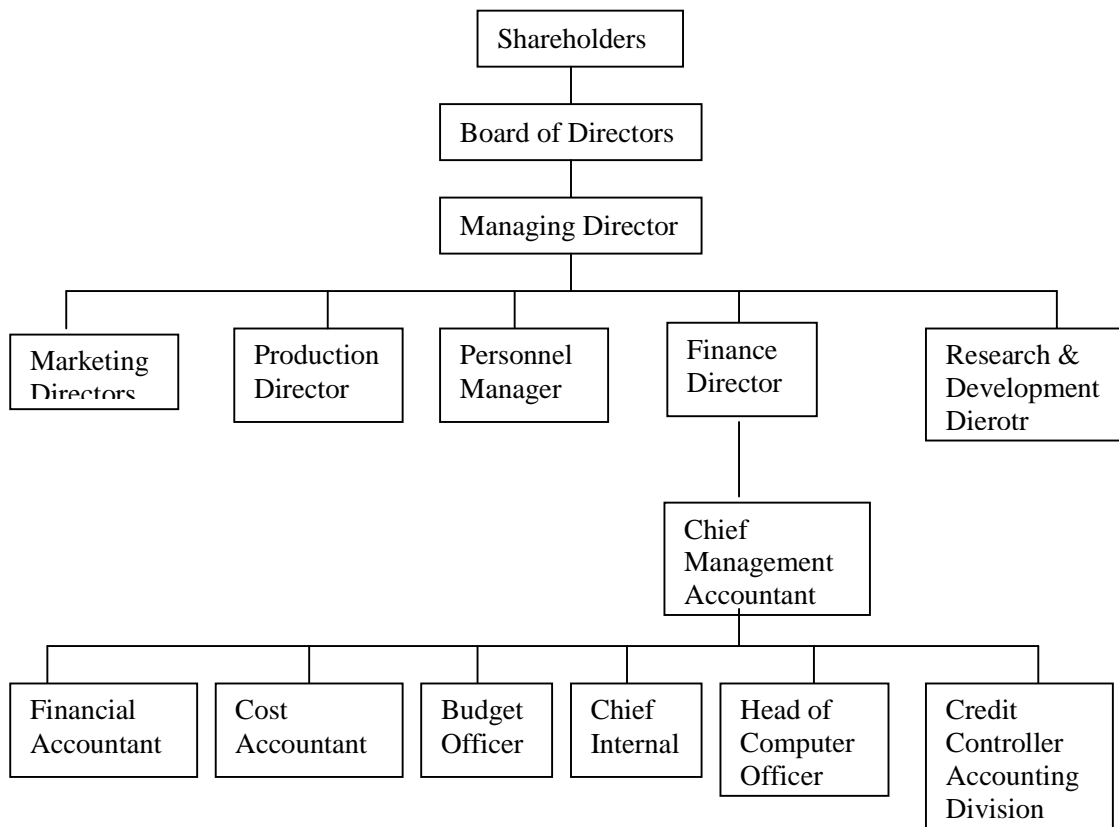 Shareholders
Board of Directors
Managing Director
Marketing
Directors
Production
Director
Personnel
Manager
Finance
Director
Research &
Development
Dierotr
Chief
Management
Accountant
Financial
Accountant
Cost
Accountant
Budget
Officer
Chief
Internal
Head of
Computer
Officer
Credit
Controller
Accounting
Division